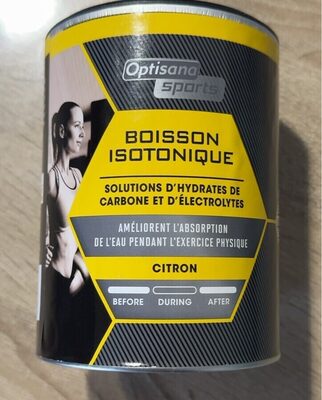 Optisana
sports
BOISSON
ISOTONIQUE
SOLUTIONS D'HYDRATES DE
CARBONE ET D'ÉLECTROLYTES
AMÉLIORENT L'ABSORPTION
DE L'EAU PENDANT L'EXERCICE PHYSIQUE
CITRON
BEFORE DURING AFTER